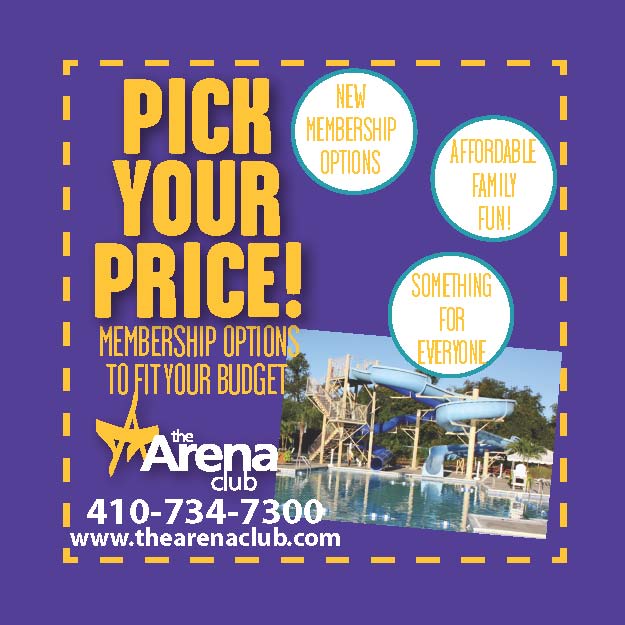 PICK
YOUR
PRICE!
MEMBERSHIP OPTIONS
TO FIT YOUR BUDGET
NEW
MEMBERSHIP
OPTIONS
AFFORDABLE
FAMILY
FUN!
SOMETHING
FOR
EVERYONE
the
Arena
club
410-734-7300
www.thearenaclub.com